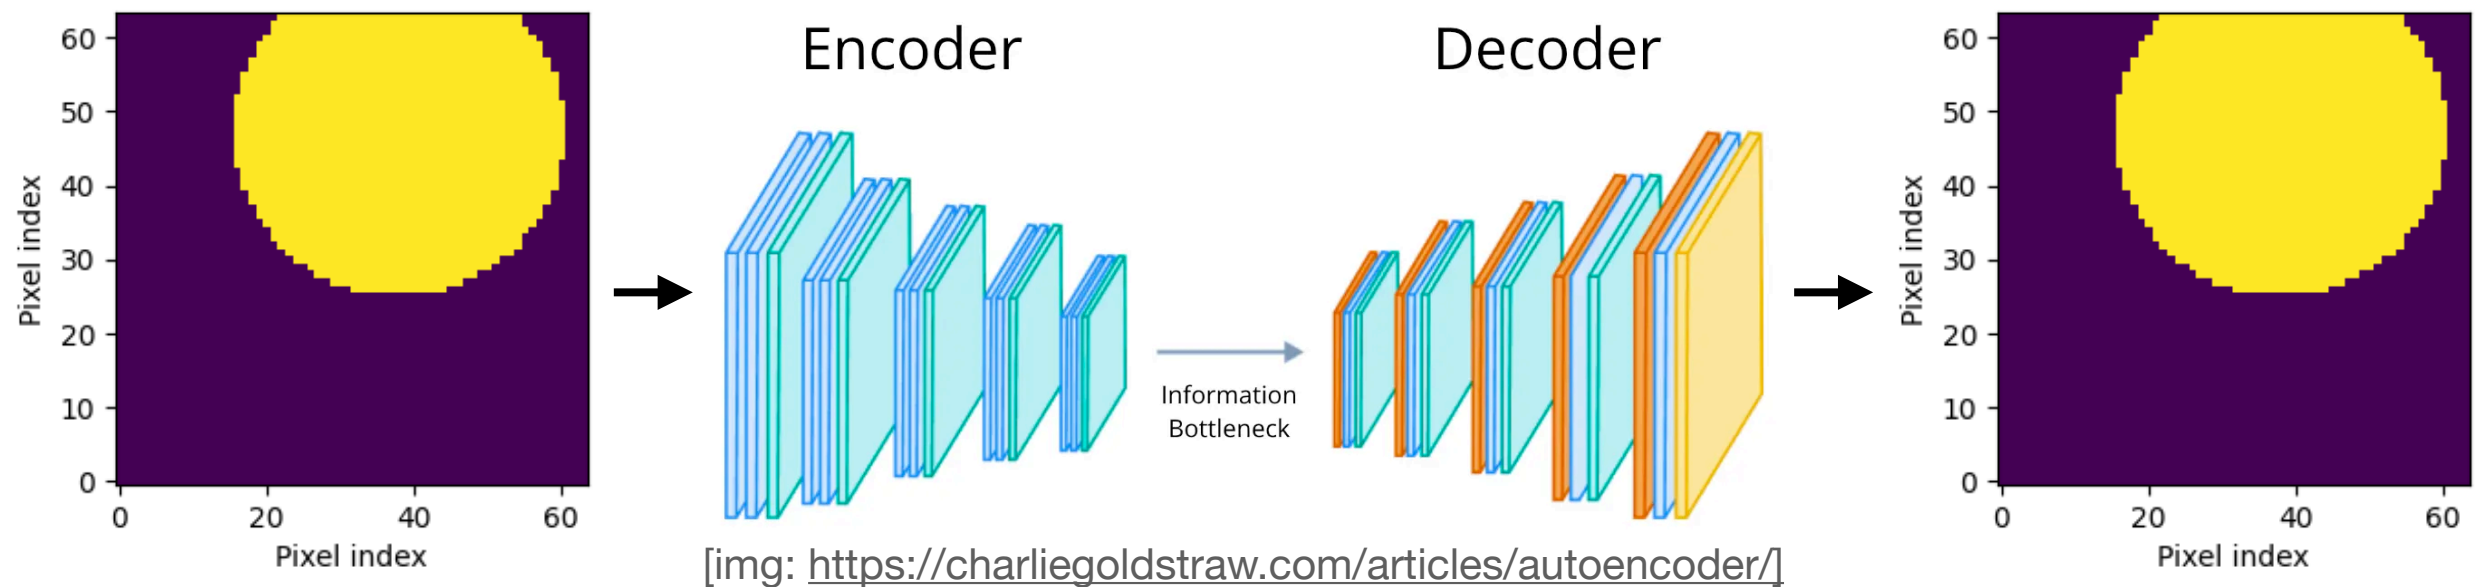 Encoder
Decoder
60
50
40
30
20
10
0
Pixel index
0 20 40 60
Pixel index
Information
Bottleneck
60
50
40
30
20
10
0
Pixel index
0 20 40 60
Pixel index
[img: https://charliegoldstraw.com/articles/autoencoder/]